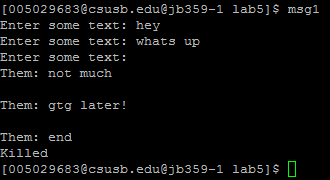 [005029683@csusb.edu@jb359-1 lab5]$ msg1
Enter some text: hey
Enter some text: whats up
Enter some text:
Them: not much
Them: gtg later!
Them: end
Killed
[005029683@csusb.edu@jb359-1 lab5]$